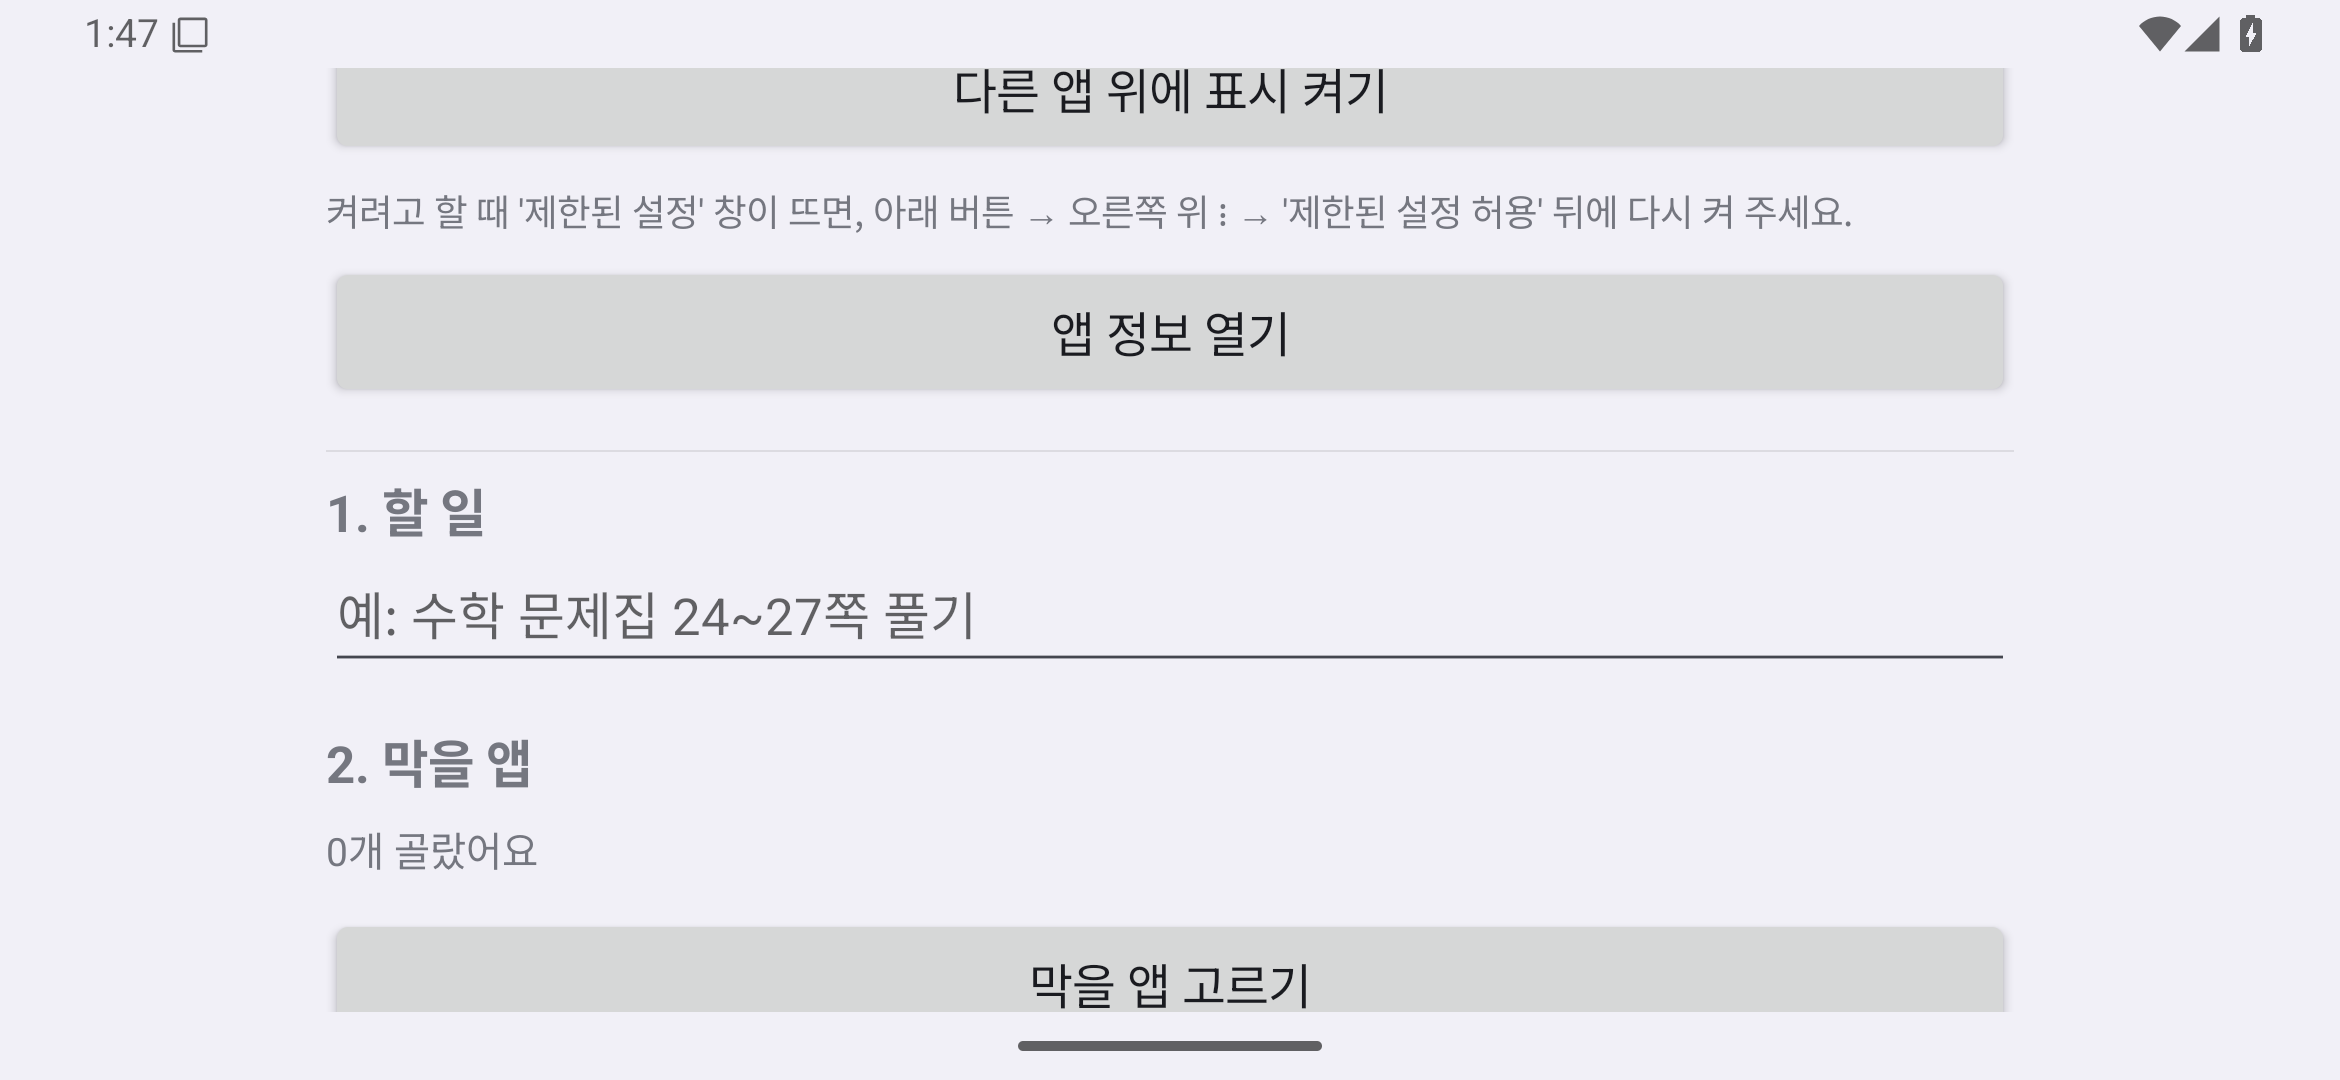 1:47
다른 앱 위에 표시 켜기
켜려고 할 때 '제한된 설정' 창이 뜨면, 아래 버튼 → 오른쪽 위 ⋮ → '제한된 설정 허용' 뒤에 다시 켜 주세요.
앱 정보 열기
1. 할 일
예: 수학 문제집 24~27쪽 풀기
2. 막을 앱
0개 골랐어요
막을 앱 고르기